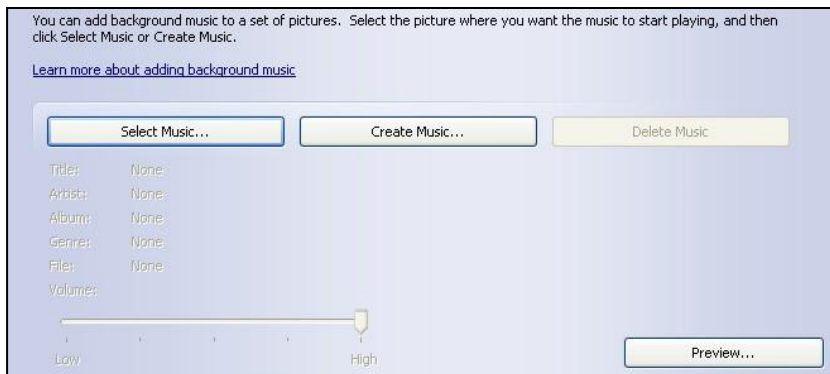 You can add background music to a set of pictures.  Select the picture where you want the music to start playing, and then
click Select Music or Create Music.
Learn more about adding background music
Select Music... Create Music... Delete Music
Title: None
Artist: None
Album: None
Genre: None
File: None
Volume:
Low High
Preview...